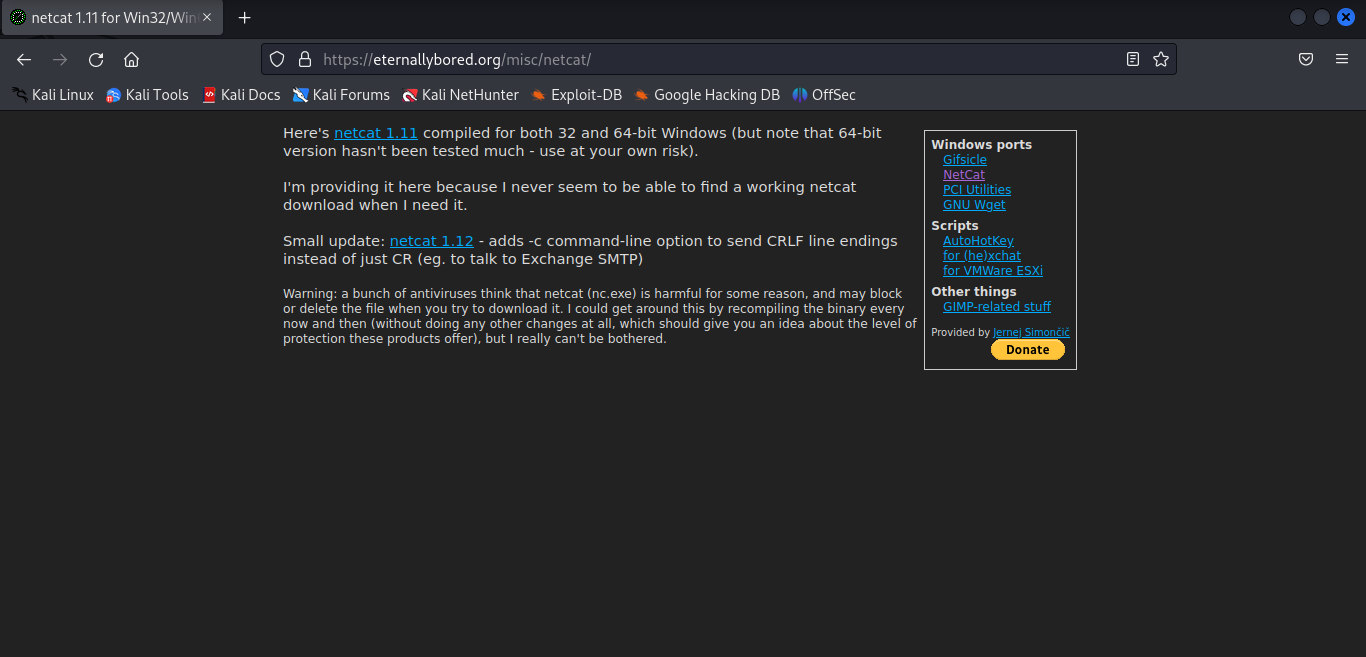 netcat 1.11 for Win32/Win
https://eternallybored.org/misc/netcat/
Kali Linux Kali Tools Kali Docs Kali Forums Kali NetHunter Exploit-DB Google Hacking DB OffSec
Here's netcat 1.11 compiled for both 32 and 64-bit Windows (but note that 64-bit
version hasn't been tested much - use at your own risk).
I'm providing it here because I never seem to be able to find a working netcat
download when I need it.
Small update: netcat 1.12 - adds -c command-line option to send CRLF line endings
instead of just CR (eg. to talk to Exchange SMTP)
Warning: a bunch of antiviruses think that netcat (nc.exe) is harmful for some reason, and may block
or delete the file when you try to download it. I could get around this by recompiling the binary every
now and then (without doing any other changes at all, which should give you an idea about the level of
protection these products offer), but I really can't be bothered.
Windows ports
Gifsicle
NetCat
PCI Utilities
GNU Wget
Scripts
AutoHotKey
for (he)xchat
for VMWare ESXi
Other things
GIMP-related stuff
Provided by Jernej Simončič
Donate